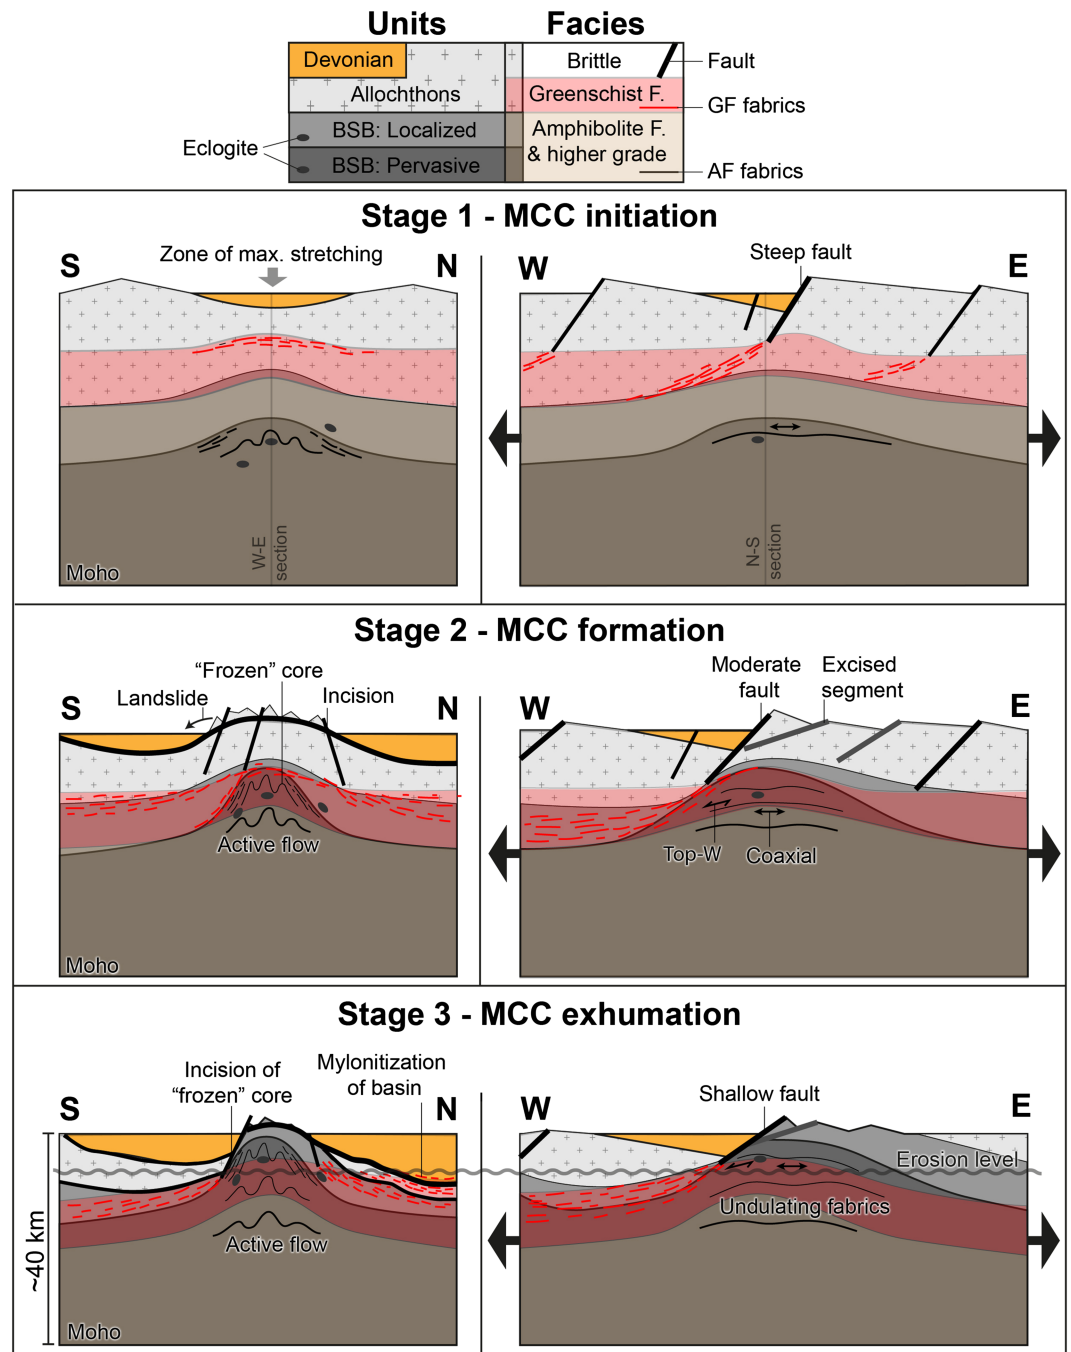 Units Facies
Devonian Brittle Fault
Allochthons Greenschist F. GF fabrics
Eclogite BSB: Localized Amphibolite F.
BSB: Pervasive & higher grade AF fabrics
Stage 1 - MCC initiation
S Zone of max. stretching N
W Steep fault E
W-E
section
Moho
N-S
section
Stage 2 - MCC formation
“Frozen” core
S Landslide Incision N
Active flow
Moho
Moderate
fault
Excised
segment
W E
Top-W Coaxial
Stage 3 - MCC exhumation
Incision of
“frozen” core
Mylonitization
of basin
S N
~40 km
Active flow
Moho
Shallow fault
W E
Erosion level
Undulating fabrics